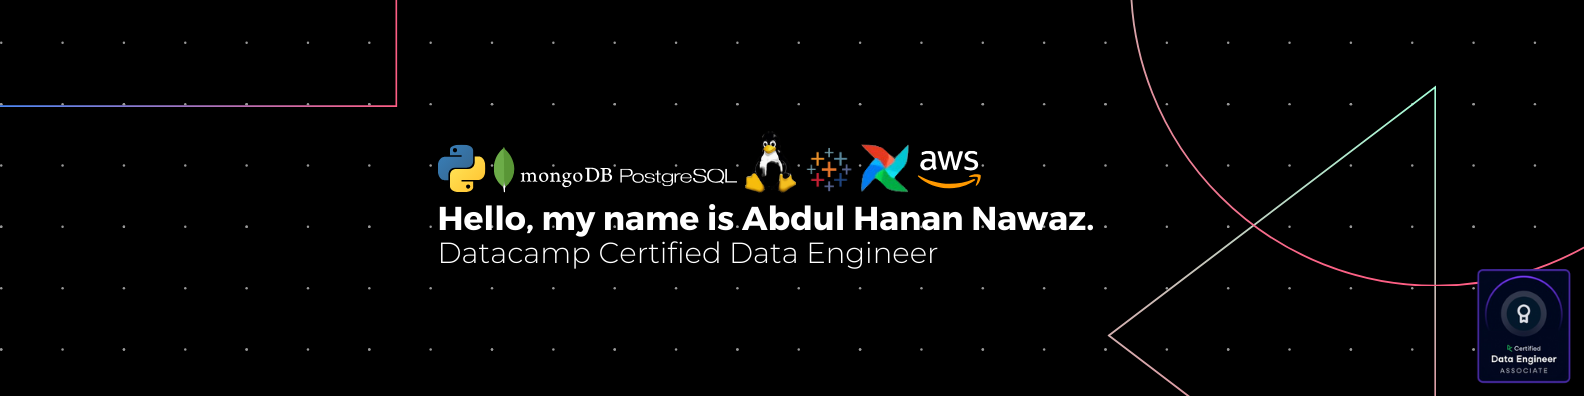 mongoDB PostgreSQL aws
Hello, my name is Abdul Hanan Nawaz.
Datacamp Certified Data Engineer
Certified
Data Engineer
ASSOCIATE